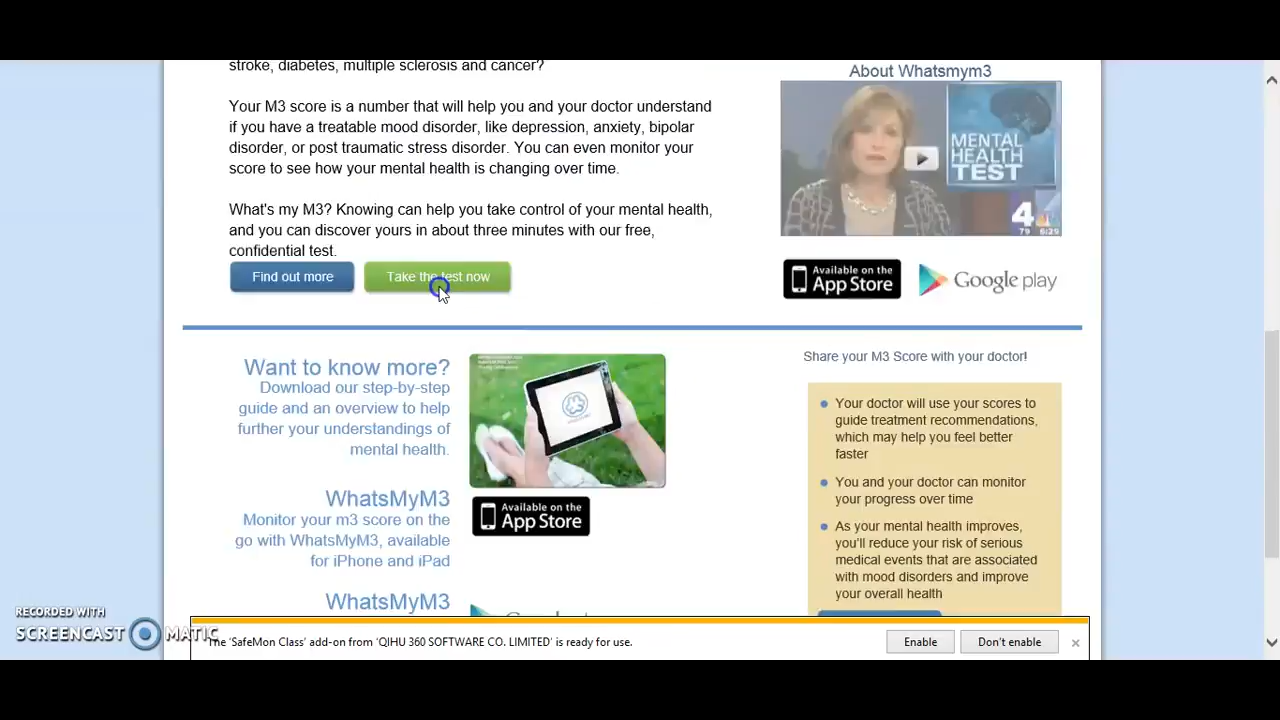 stroke, diabetes, multiple sclerosis and cancer?
Your M3 score is a number that will help you and your doctor understand
if you have a treatable mood disorder, like depression, anxiety, bipolar
disorder, or post traumatic stress disorder. You can even monitor your
score to see how your mental health is changing over time.
What's my M3? Knowing can help you take control of your mental health,
and you can discover yours in about three minutes with our free,
confidential test.
Find out more
Take the test now
About Whatsmym3
MENTAL
HEALTH
TEST
4
79 6:29
Available on the
App Store
Google play
Want to know more?
Download our step-by-step
guide and an overview to help
further your understandings of
mental health.
WhatsMyM3
Monitor your m3 score on the
go with WhatsMyM3, available
for iPhone and iPad
Available on the
App Store
WhatsMyM3
Share your M3 Score with your doctor!
Your doctor will use your scores to
guide treatment recommendations,
which may help you feel better
faster
You and your doctor can monitor
your progress over time
As your mental health improves,
you'll reduce your risk of serious
medical events that are associated
with mood disorders and improve
your overall health
RECORDED WITH
SCREENCAST MATIC
The 'SafeMon Class' add-on from 'QIHU 360 SOFTWARE CO. LIMITED' is ready for use.
Enable
Don't enable